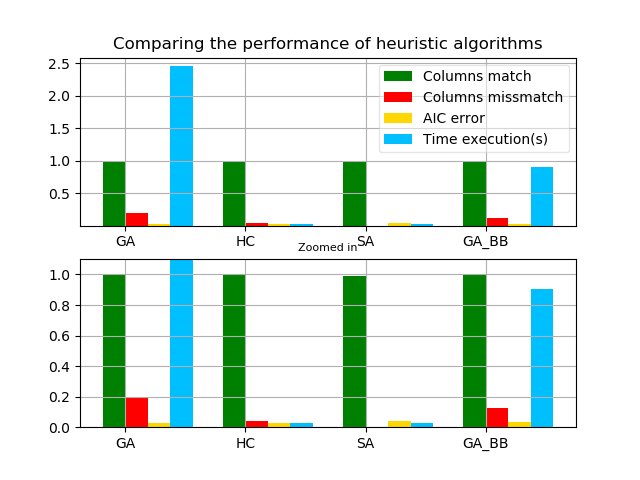 Comparing the performance of heuristic algorithms
2.5
2.0
1.5
1.0
0.5
Columns match
Columns missmatch
AIC error
Time execution(s)
GA HC SA GA_BB
Zoomed in
1.0
0.8
0.6
0.4
0.2
0.0
GA HC SA GA_BB